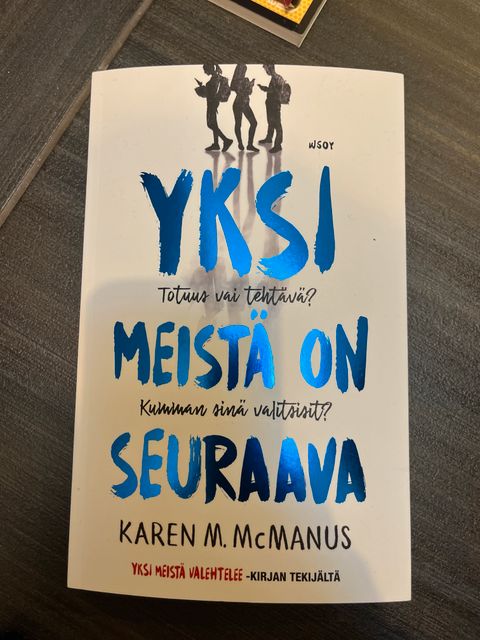 WSOY
YKSI
Totuus vai tehtävä?
MEISTÄ ON
Kumman sinä valitsisit?
SEURAAVA
KAREN M. McMANUS
YKSI MEISTÄ VALEHTELEE -KIRJAN TEKIJÄLTÄ